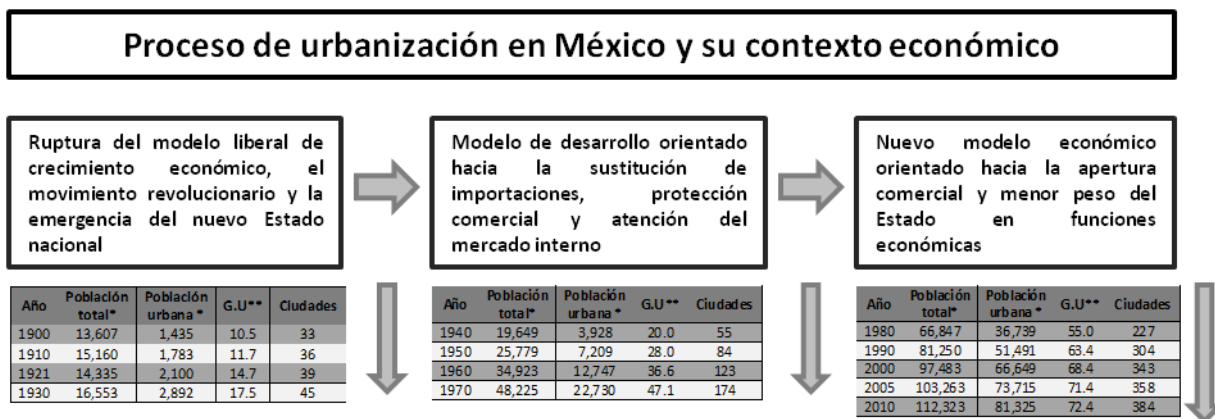 Proceso de urbanización en México y su contexto económico
Ruptura del modelo liberal de
crecimiento económico, el
movimiento revolucionario y la
emergencia del nuevo Estado
nacional
Modelo de desarrollo orientado
hacia la sustitución de
importaciones, protección
comercial y atención del
mercado interno
Nuevo modelo económico
orientado hacia la apertura
comercial y menor peso del
Estado en funciones
económicas
Año Población total* Población urbana * G.U** Ciudades
1900 13,607 1,435 10.5 33
1910 15,160 1,783 11.7 36
1921 14,335 2,100 14.7 39
1930 16,553 2,892 17.5 45
Año Población total* Población urbana * G.U** Ciudades
1940 19,649 3,928 20.0 55
1950 25,779 7,209 28.0 84
1960 34,923 12,747 36.6 123
1970 48,225 22,730 47.1 174
Año Población total* Población urbana * G.U** Ciudades
1980 66,847 36,739 55.0 227
1990 81,250 51,491 63.4 304
2000 97,483 66,649 68.4 343
2005 103,263 73,715 71.4 358
2010 112,323 81,325 72.4 384